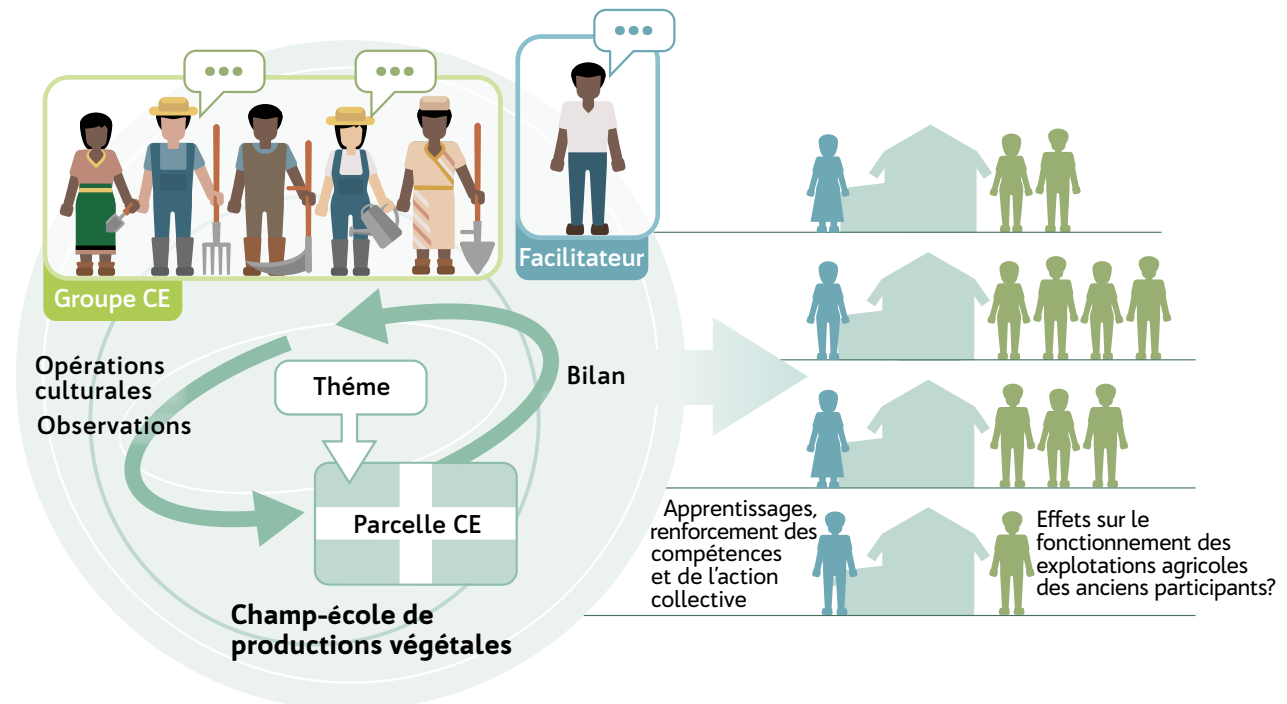 Facilitateur
Groupe CE
Opérations
culturales
Observations
Théme
Bilan
Parcelle CE
Champ-école de
productions végétales
Apprentissages,
renforcement des
compétences
et de l'action
collective
Effets sur le
fonctionnement des
explotations agricoles
des anciens participants?